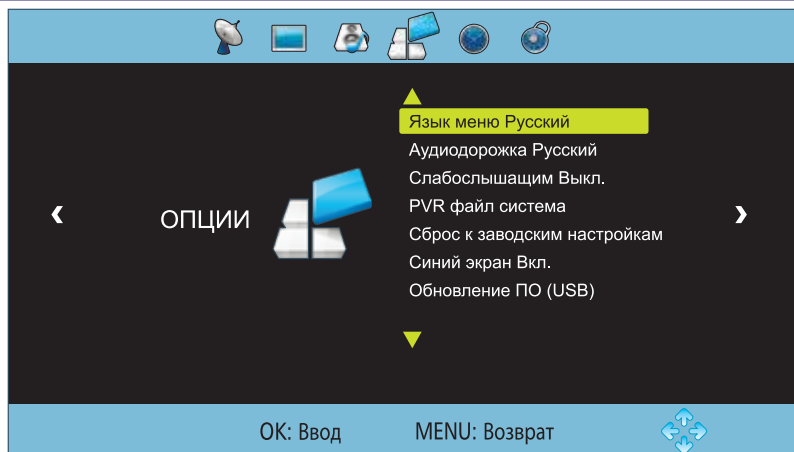 ОПЦИИ
Язык меню Русский
Аудиодорожка Русский
Слабослышащим Выкл.
PVR файл система
Сброс к заводским настройкам
Синий экран Вкл.
Обновление ПО (USB)
OK: Ввод MENU: Возврат